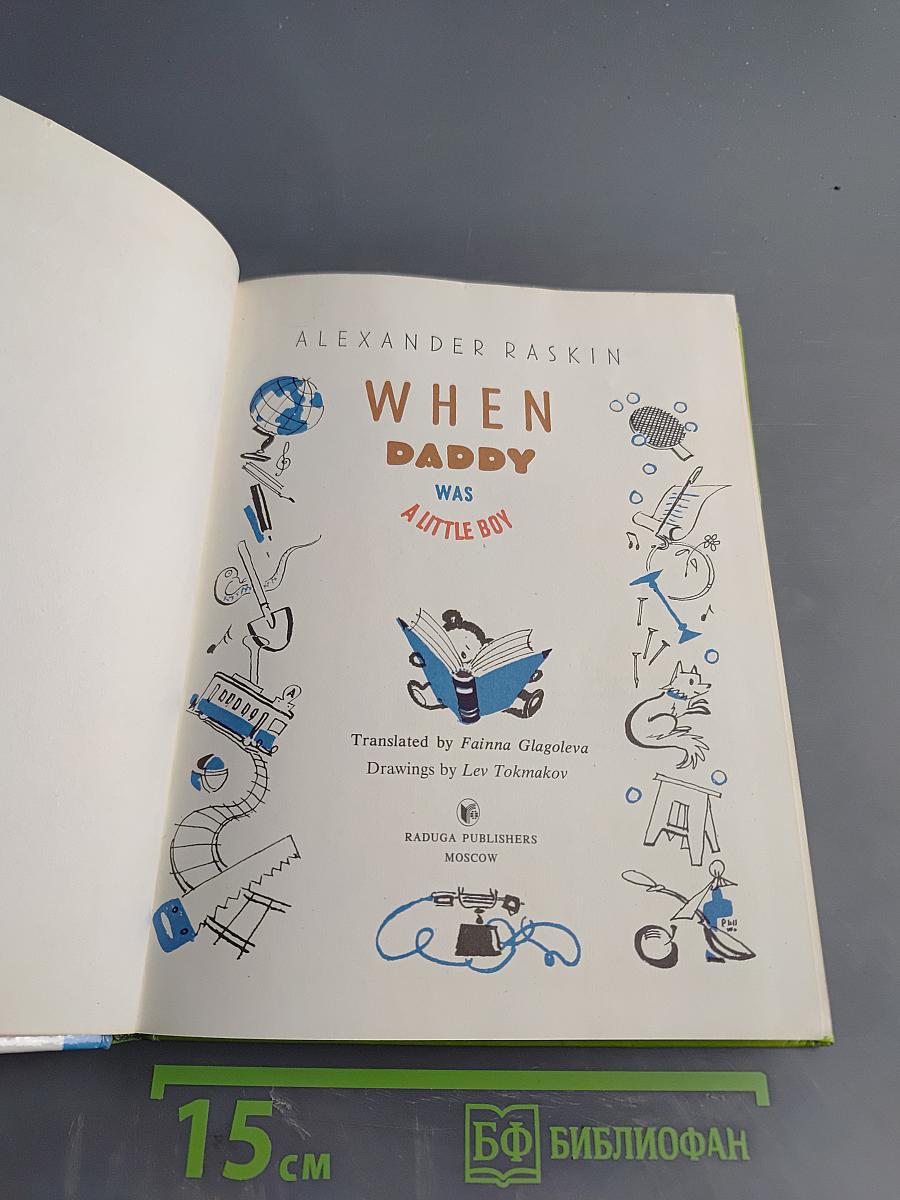 ALEXANDER RASKIN
WHEN
DADDY
WAS
A LITTLE BOY
Translated by Fainna Glagoleva
Drawings by Lev Tokmakov
RADUGA PUBLISHERS
MOSCOW
15 см
БФ БИБЛИОФАН